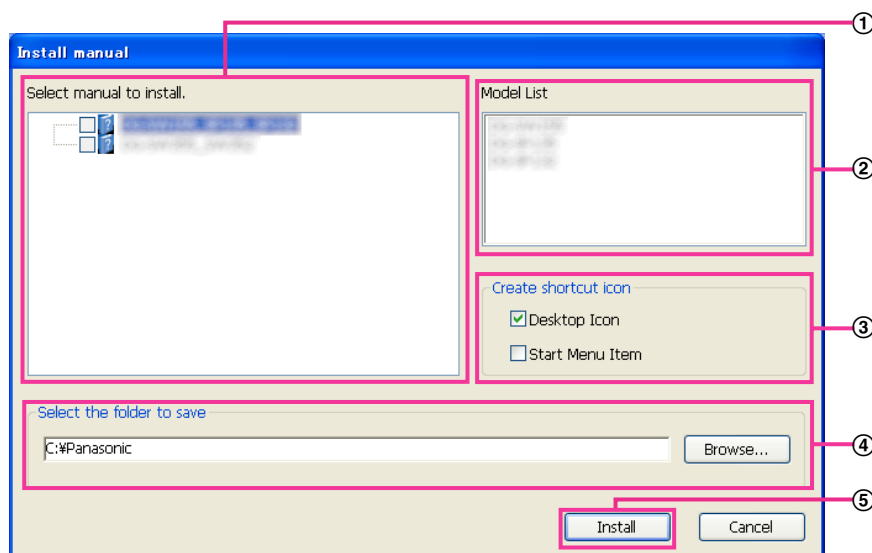 ①
Install manual
Select manual to install.
Model List
②
Create shortcut icon
Desktop Icon
③
Start Menu Item
Select the folder to save
C:¥Panasonic
Browse...
④
⑤
Install
Cancel